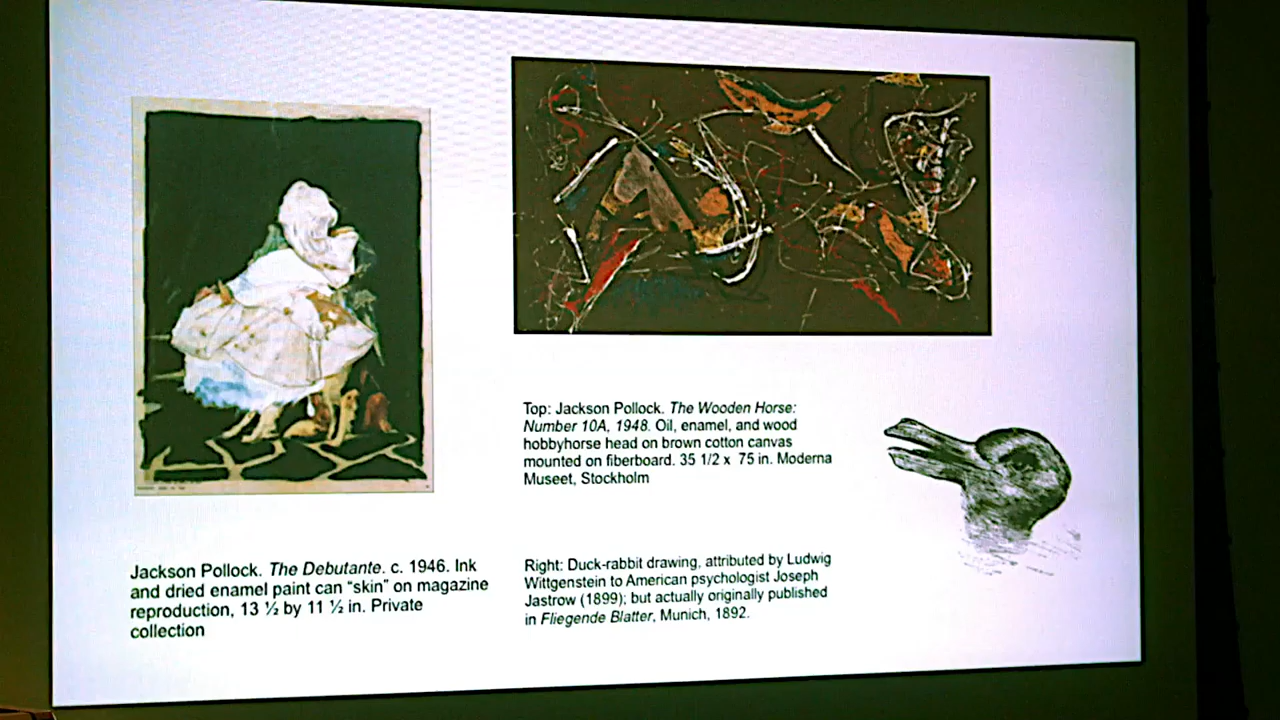 Top: Jackson Pollock. The Wooden Horse:
Number 10A, 1948. Oil, enamel, and wood
hobbyhorse head on brown cotton canvas
mounted on fiberboard. 35 1/2 x 75 in. Moderna
Museet, Stockholm
Jackson Pollock. The Debutante. c. 1946. Ink
and dried enamel paint can “skin” on magazine
reproduction, 13 ½ by 11 ½ in. Private
collection
Right: Duck-rabbit drawing, attributed by Ludwig
Wittgenstein to American psychologist Joseph
Jastrow (1899); but actually originally published
in Fliegende Blatter, Munich, 1892.